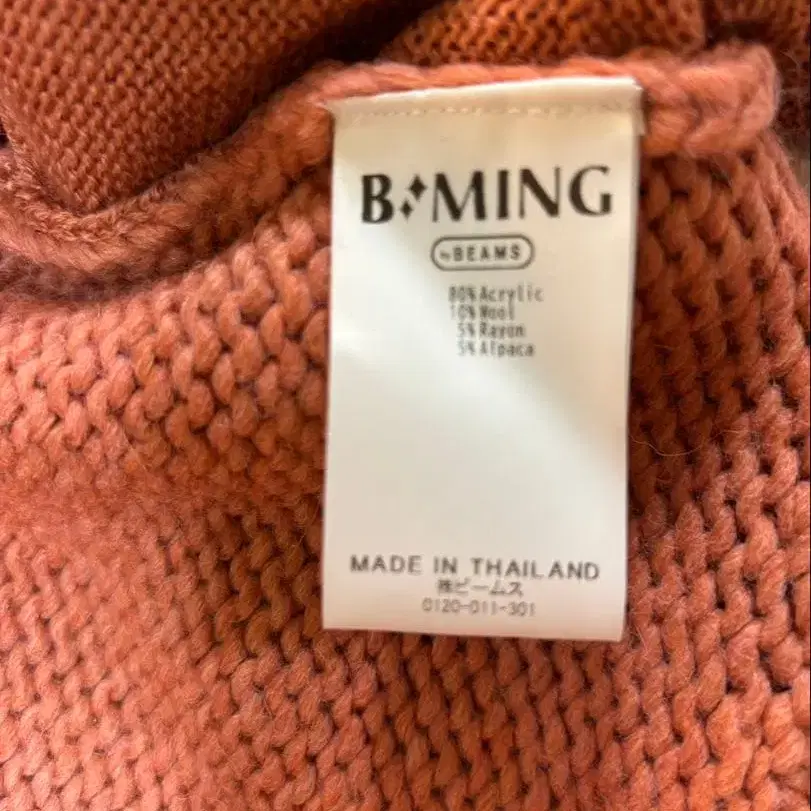 B MING
by BEAMS
80% Acrylic
10% Wool
5% Rayon
5% Alpaca
MADE IN THAILAND
㈱ビームス
0120-011-301